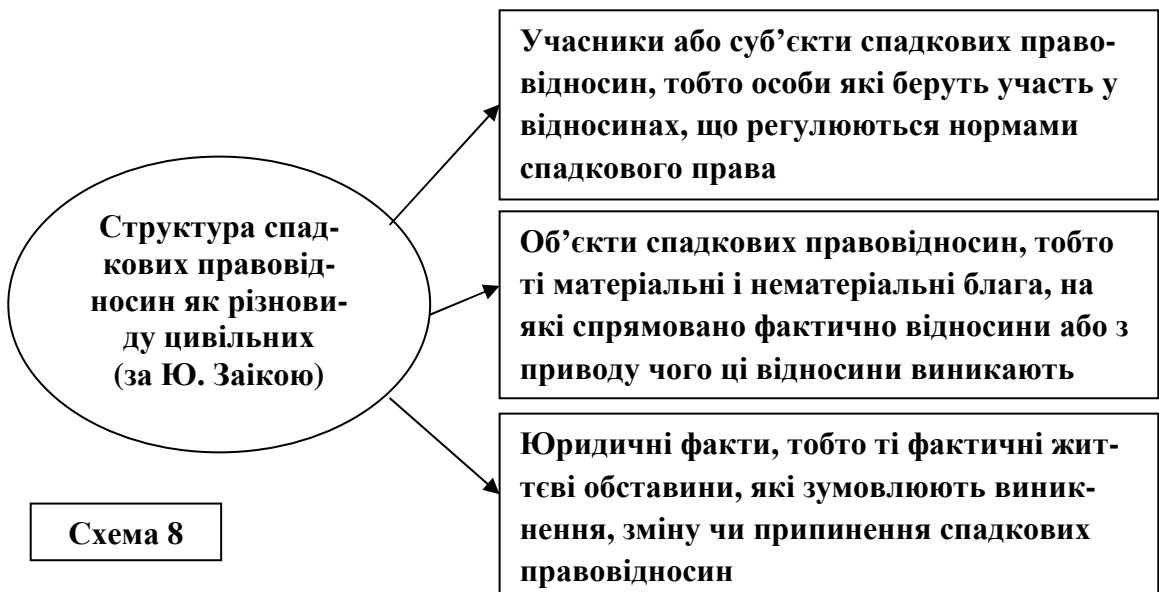 Учасники або суб’єкти спадкових право-
відносин, тобто особи які беруть участь у
відносинах, що регулюються нормами
спадкового права
Структура спад-
кових правовід-
носин як різнови-
ду цивільних
(за Ю. Заікою)
Об’єкти спадкових правовідносин, тобто
ті матеріальні і нематеріальні блага, на
які спрямовано фактично відносини або з
приводу чого ці відносини виникають
Юридичні факти, тобто ті фактичні жит-
тєві обставини, які зумовлюють виник-
нення, зміну чи припинення спадкових
правовідносин
Схема 8